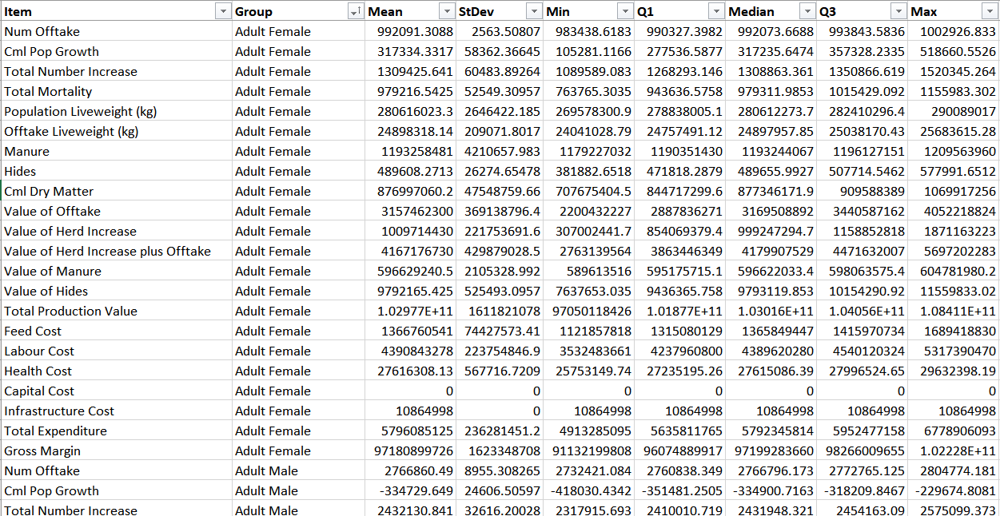 Item Group Mean StDev Min Q1 Median Q3 Max
Num Offtake Adult Female 992091.3088 2563.50807 983438.6183 990327.3982 992073.6688 993843.5836 1002926.833
Cml Pop Growth Adult Female 317334.3317 58362.36645 105281.1166 277536.5877 317235.6474 357328.2335 518660.5526
Total Number Increase Adult Female 1309425.641 60483.89264 1089589.083 1268293.146 1308863.361 1350866.619 1520345.264
Total Mortality Adult Female 979216.5425 52549.30957 763765.3035 943636.5758 979311.9853 1015429.092 1155983.302
Population Liveweight (kg) Adult Female 280616023.3 2646422.185 269578300.9 278838005.1 280612273.7 282410296.4 290089017
Offtake Liveweight (kg) Adult Female 24898318.14 209071.8017 24041028.79 24757491.12 24897957.85 25038170.43 25683615.28
Manure Adult Female 1193258481 4210657.983 1179227032 1190351430 1193244067 1196127151 1209563960
Hides Adult Female 489608.2713 26274.65478 381882.6518 471818.2879 489655.9927 507714.5462 577991.6512
Cml Dry Matter Adult Female 876997060.2 47548759.66 707675404.5 844717299.6 877346171.9 909588389 1069917256
Value of Offtake Adult Female 3157462300 369138796.4 2200432227 2887836271 3169508892 3440587162 4052218824
Value of Herd Increase Adult Female 1009714430 221753691.6 307002441.7 854069379.4 999247294.7 1158852818 1871163223
Value of Herd Increase plus Offtake Adult Female 4167176730 429879028.5 2763139564 3863446349 4179907529 4471632007 5697202283
Value of Manure Adult Female 596629240.5 2105328.992 589613516 595175715.1 596622033.4 598063575.4 604781980.2
Value of Hides Adult Female 9792165.425 525493.0957 7637653.035 9436365.758 9793119.853 10154290.92 11559833.02
Total Production Value Adult Female 1.02977E+11 1611821078 97050118426 1.01877E+11 1.03016E+11 1.04056E+11 1.08411E+11
Feed Cost Adult Female 1366760541 74427573.41 1121857818 1315080129 1365849447 1415970734 1689418830
Labour Cost Adult Female 4390843278 223754846.9 3532483661 4237960800 4389620280 4540120324 5317390470
Health Cost Adult Female 27616308.13 567716.7209 25753149.74 27235195.26 27615086.39 27996524.65 29632398.19
Capital Cost Adult Female 0 0 0 0 0 0 0
Infrastructure Cost Adult Female 10864998 0 10864998 10864998 10864998 10864998 10864998
Total Expenditure Adult Female 5796085125 236281451.2 4913285095 5635811765 5792345814 5952477158 6778906093
Gross Margin Adult Female 97180899726 1623348708 91132199808 96074889917 97199283660 98266009655 1.02228E+11
Num Offtake Adult Male 2766860.49 8955.308265 2732421.084 2760838.349 2766796.173 2772765.125 2804774.181
Cml Pop Growth Adult Male -334729.649 24606.50597 -418030.4342 -351481.2505 -334900.7163 -318209.8467 -229674.8081
Total Number Increase Adult Male 2432130.841 32616.20028 2317915.693 2410010.719 2431948.321 2454163.09 2575099.373